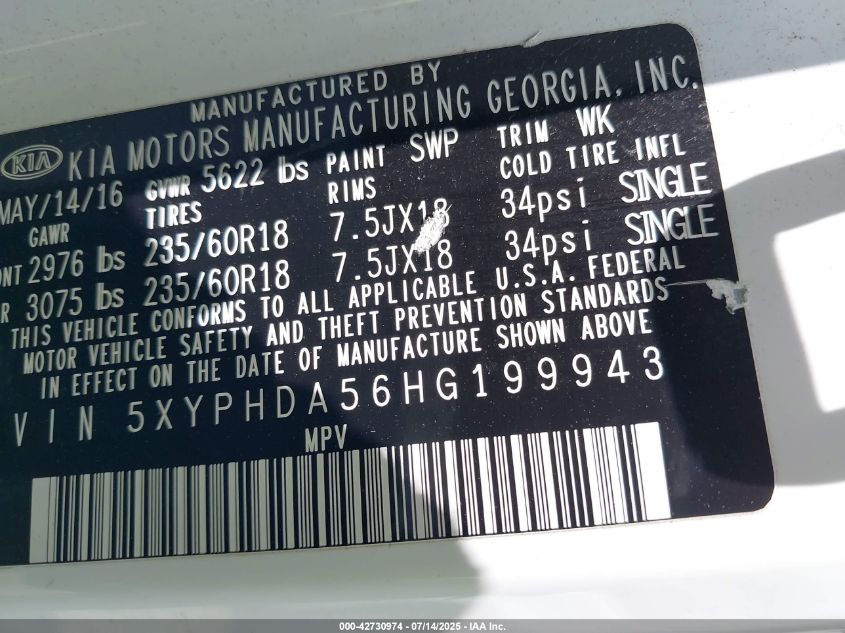 MANUFACTURED BY
KIA KIA MOTORS MANUFACTURING GEORGIA, INC.
MAY/14/16 GVWR 5622 lbs PAINT SWP TRIM WK
GAWR TIRES RIMS COLD TIRE INFL
ONT 2976 lbs 235/60R18 7.5JX18 34psi SINGLE
R 3075 lbs 235/60R18 7.5JX18 34psi SINGLE
THIS VEHICLE CONFORMS TO ALL APPLICABLE U.S.A. FEDERAL
MOTOR VEHICLE SAFETY AND THEFT PREVENTION STANDARDS
IN EFFECT ON THE DATE OF MANUFACTURE SHOWN ABOVE
VIN 5XYPHDA56HG199943
MPV
000-42730974 - 07/14/2025 - IAA Inc.